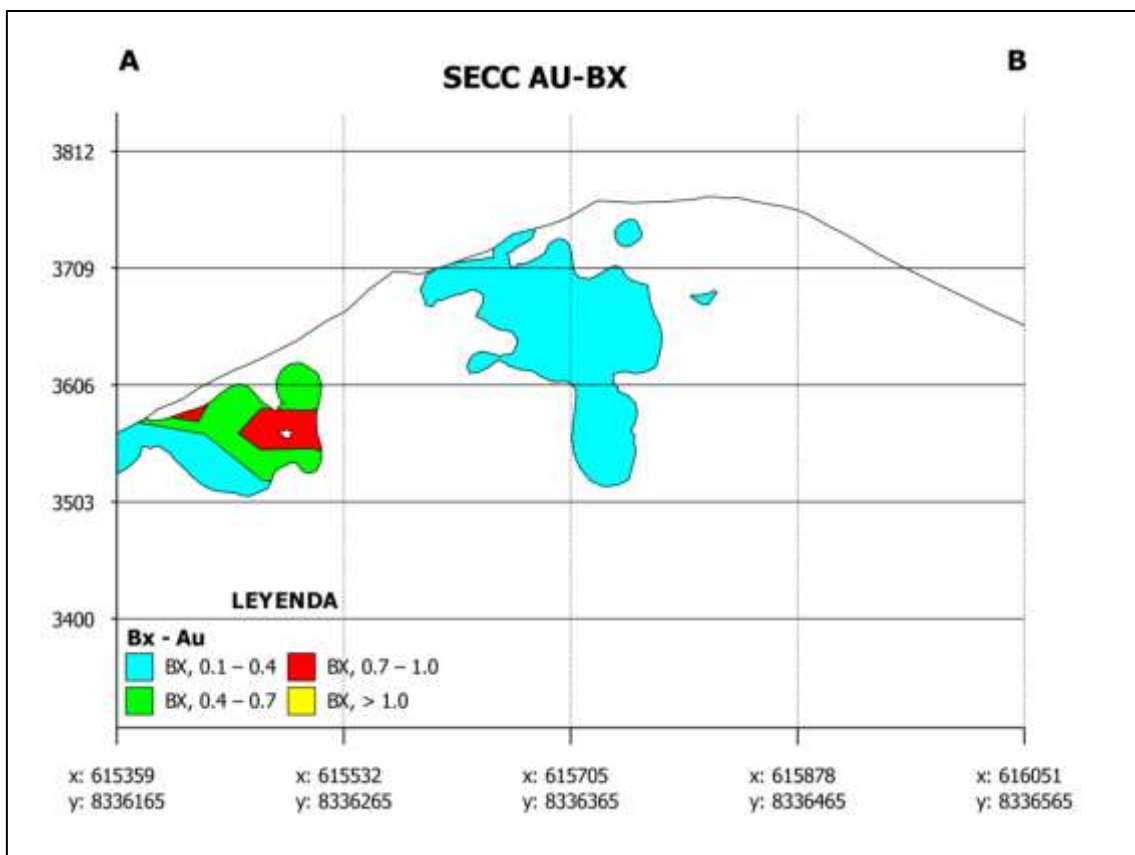 A
B
SECC AU-BX
3812
3709
3606
3503
3400
LEYENDA
Bx - Au
BX, 0.1 – 0.4
BX, 0.7 – 1.0
BX, 0.4 – 0.7
BX, > 1.0
x: 615359
y: 8336165
x: 615532
y: 8336265
x: 615705
y: 8336365
x: 615878
y: 8336465
x: 616051
y: 8336565